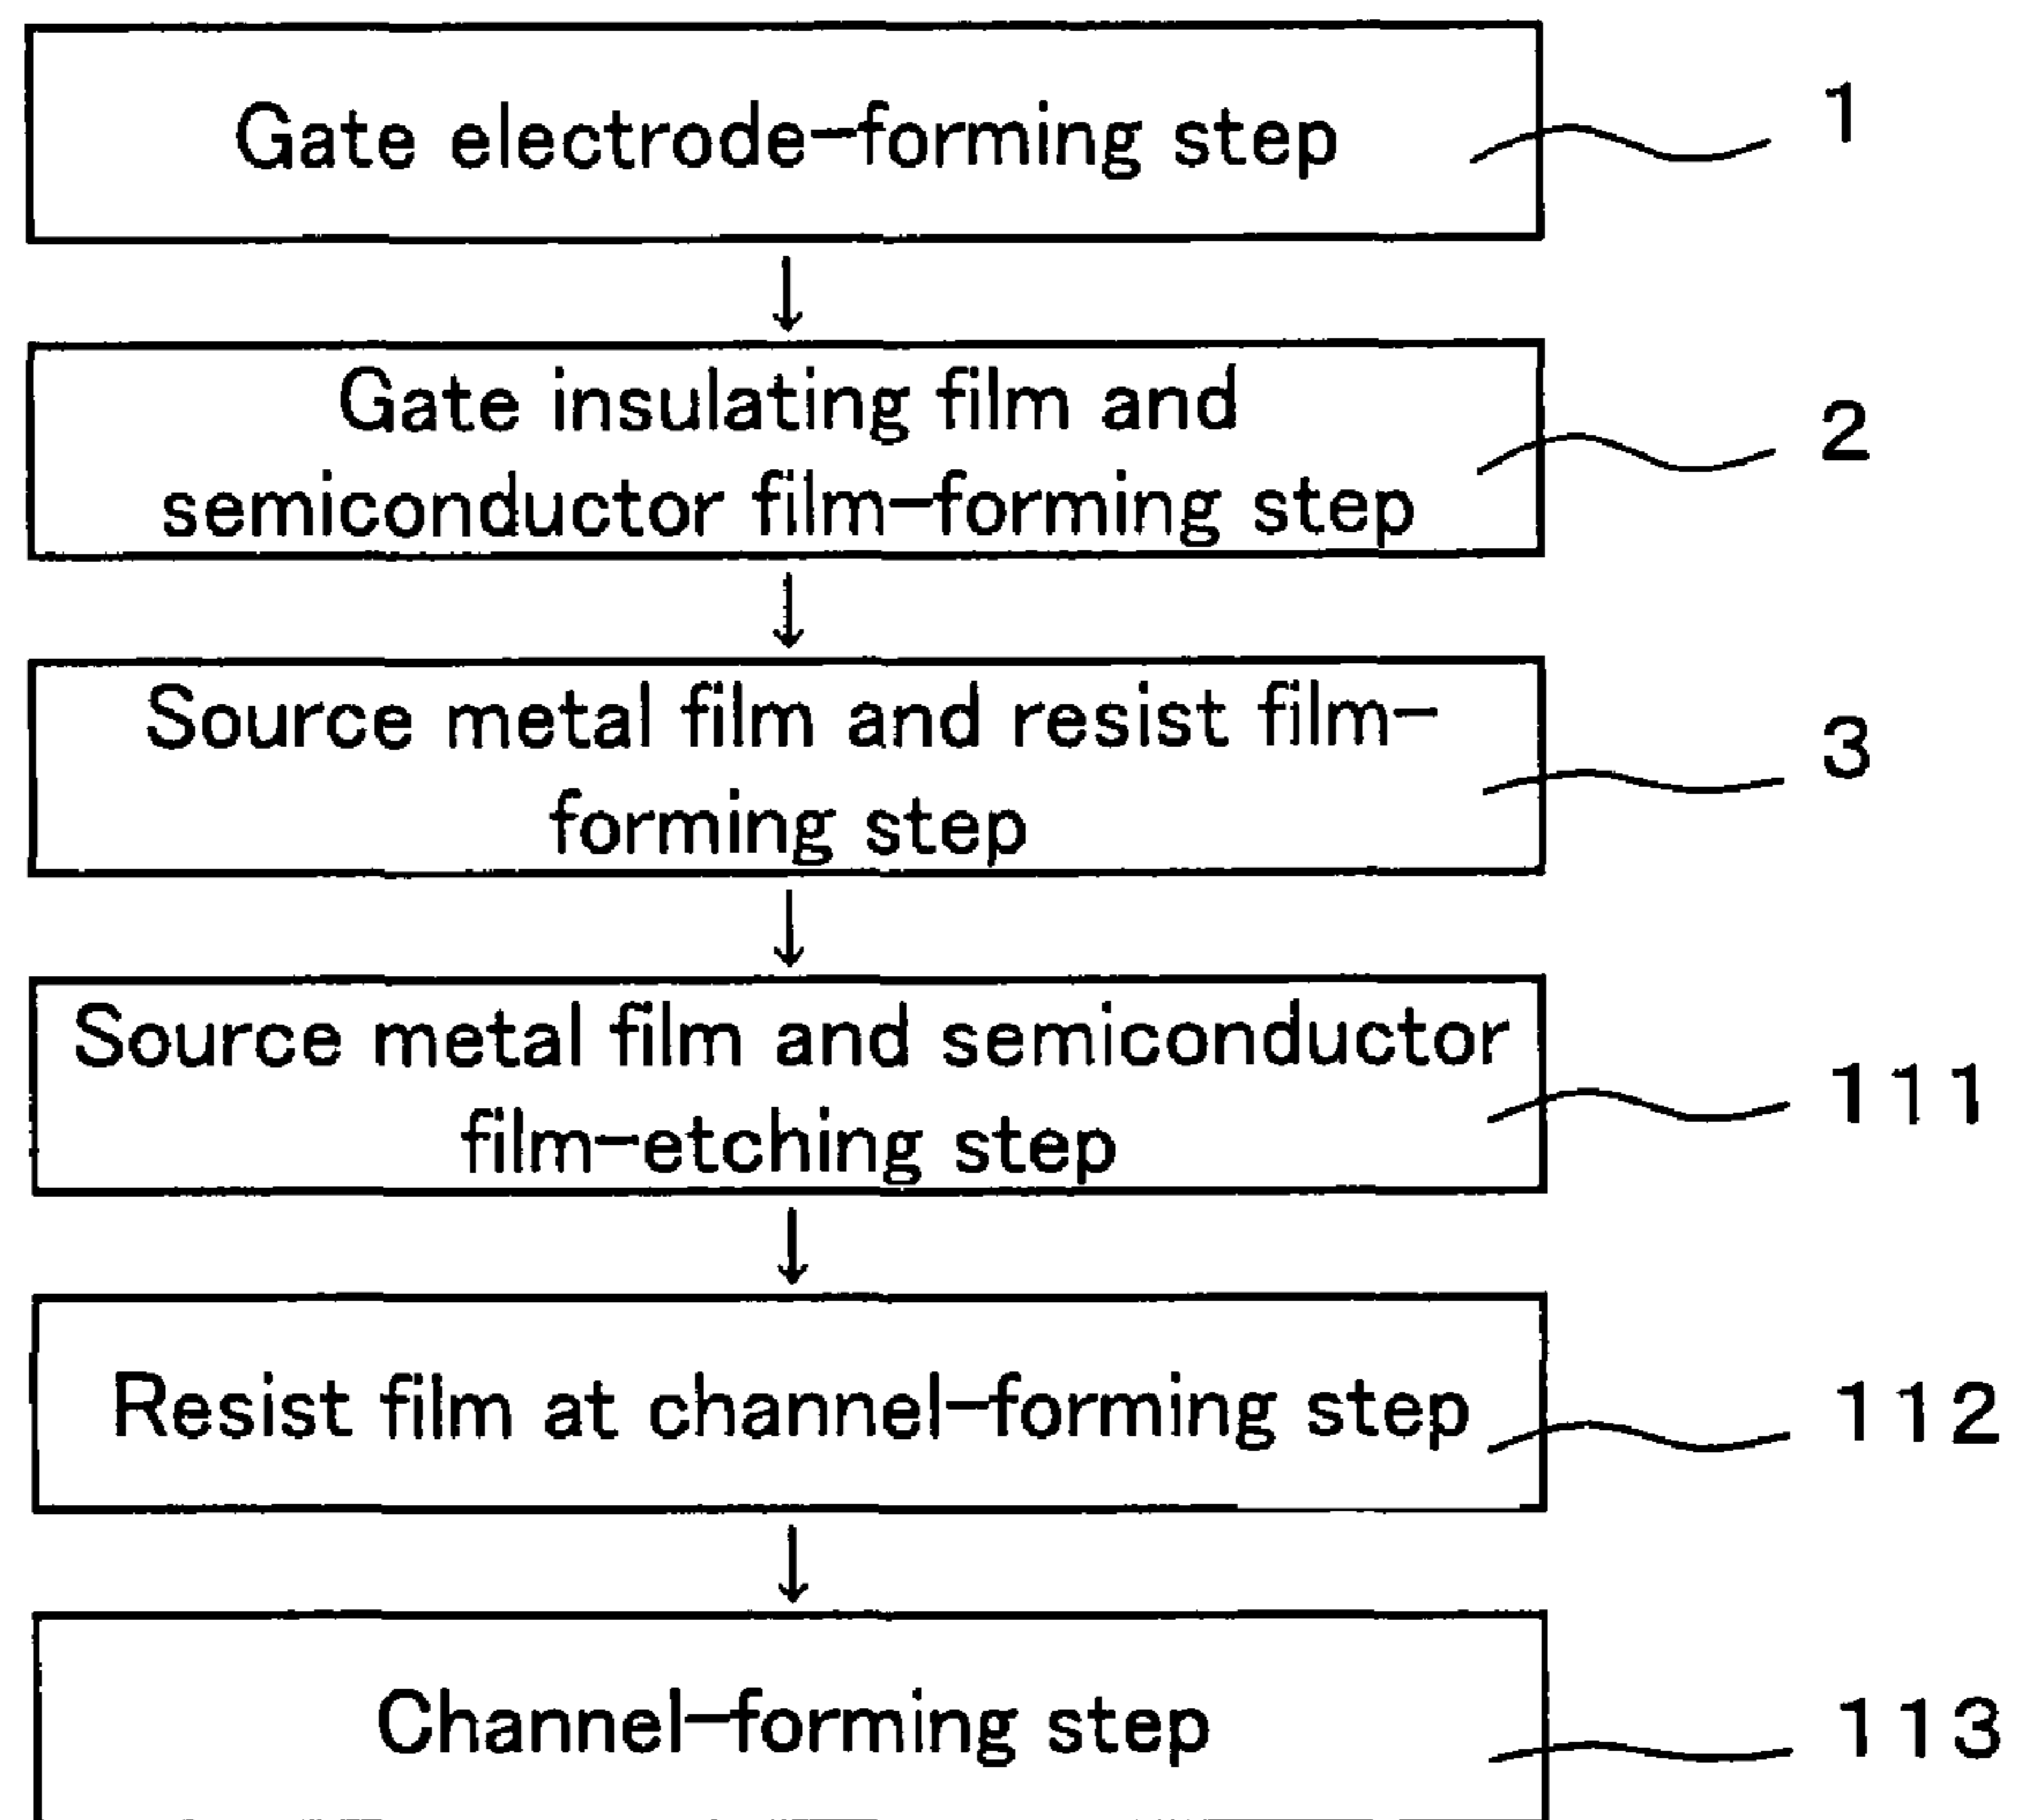 Gate electrode-forming step
1
Gate insulating film and
semiconductor film-forming step
2
Source metal film and resist film-
forming step
3
Source metal film and semiconductor
film-etching step
111
Resist film at channel-forming step
112
Channel-forming step
113